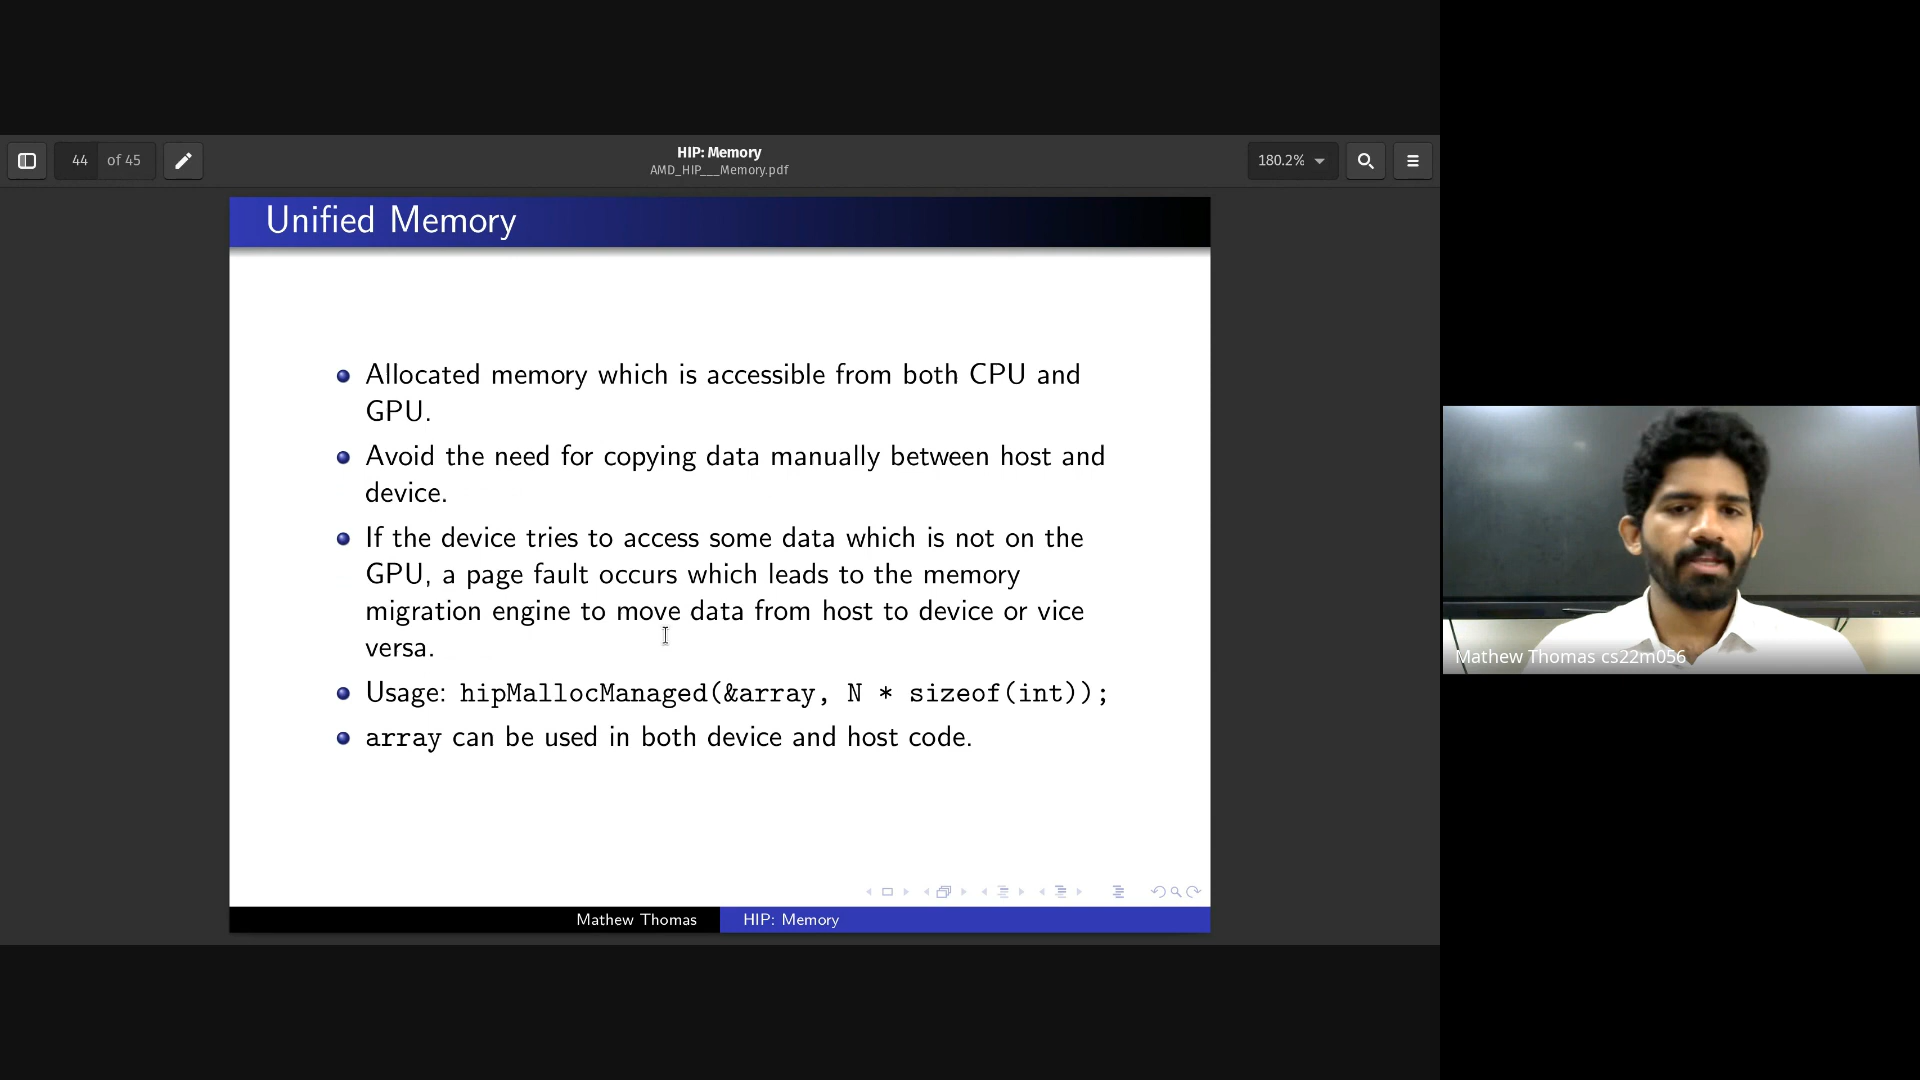 44 of 45
HIP: Memory
AMD_HIP___Memory.pdf
180.2%
Unified Memory
Allocated memory which is accessible from both CPU and
GPU.
Avoid the need for copying data manually between host and
device.
If the device tries to access some data which is not on the
GPU, a page fault occurs which leads to the memory
migration engine to move data from host to device or vice
versa.
Usage: hipMallocManaged(&array, N * sizeof(int));
array can be used in both device and host code.
Mathew Thomas HIP: Memory
Mathew Thomas cs22m056